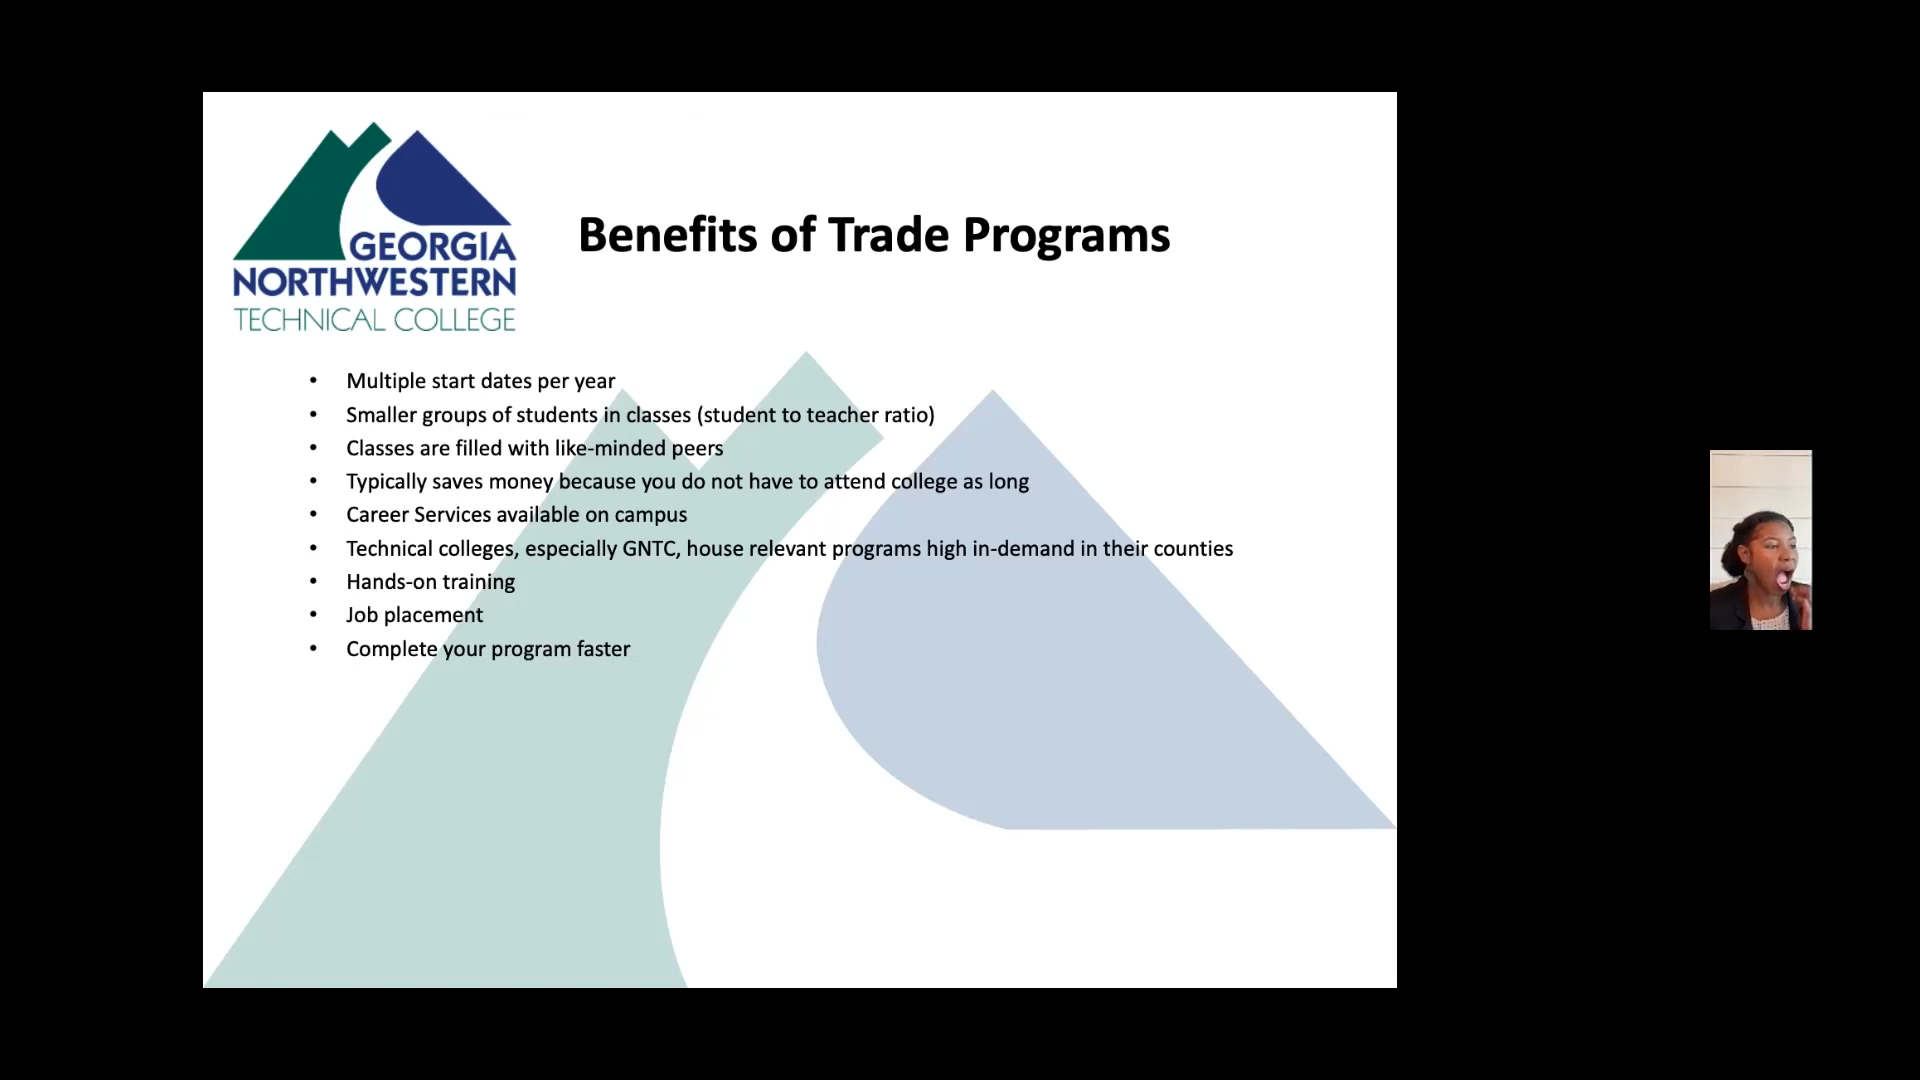 GEORGIA
NORTHWESTERN
TECHNICAL COLLEGE
Benefits of Trade Programs
• Multiple start dates per year
• Smaller groups of students in classes (student to teacher ratio)
• Classes are filled with like-minded peers
• Typically saves money because you do not have to attend college as long
• Career Services available on campus
• Technical colleges, especially GNTC, house relevant programs high in-demand in their counties
• Hands-on training
• Job placement
• Complete your program faster